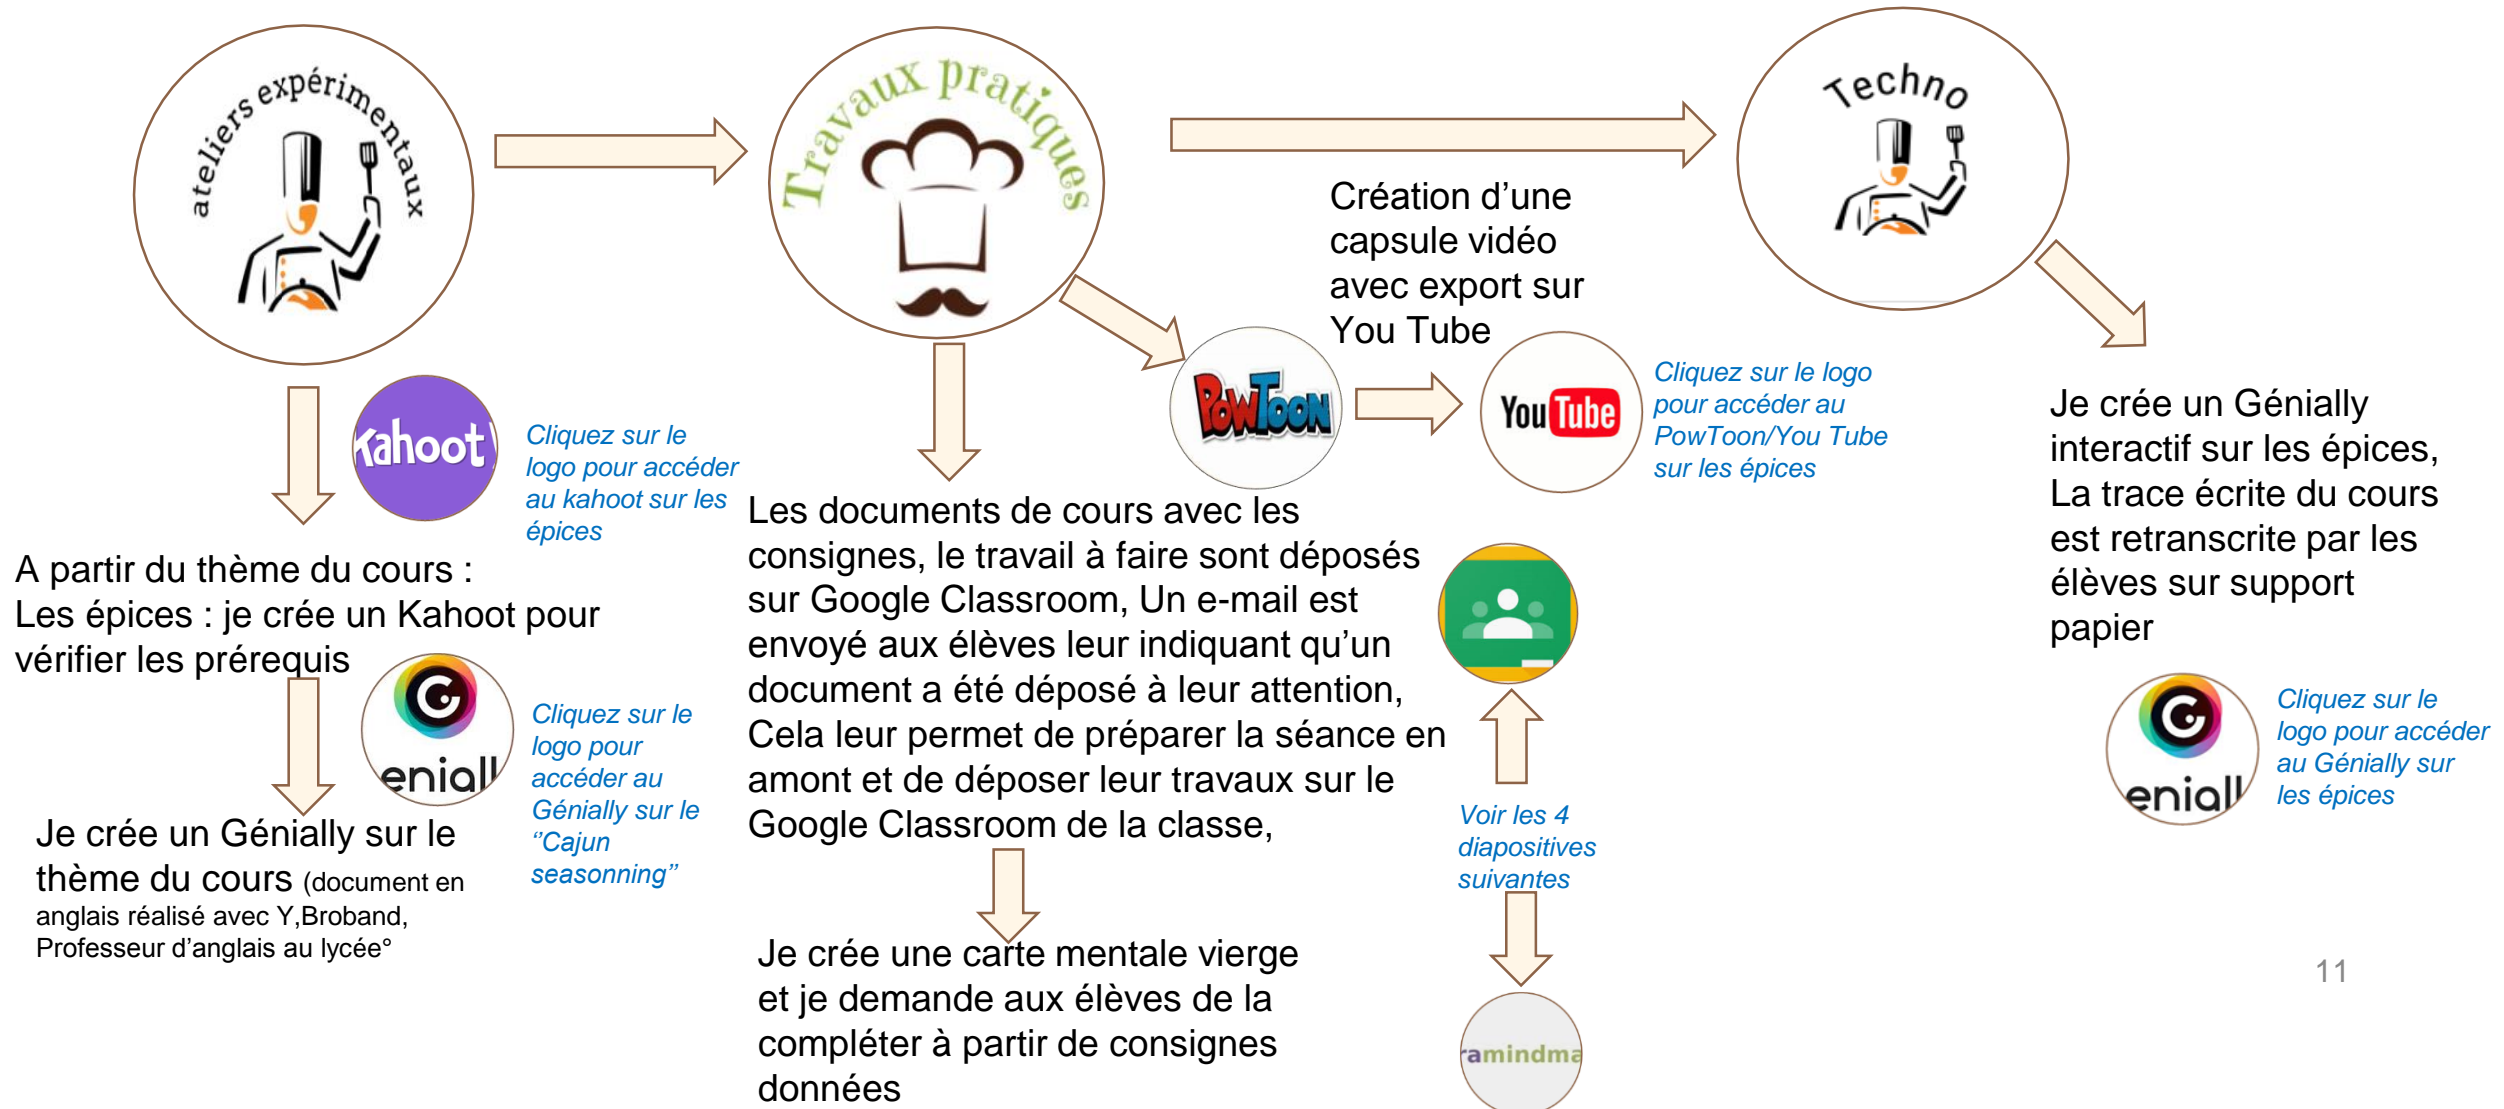 ateliers expérimentaux
Travaux pratiques
Techno
Création d’une
capsule vidéo
avec export sur
You Tube
kahoot
Cliquez sur le
logo pour accéder
au kahoot sur les
épices
PowToon
You Tube
Cliquez sur le logo
pour accéder au
PowToon/You Tube
sur les épices
A partir du thème du cours :
Les épices : je crée un Kahoot pour
vérifier les prérequis
eniall
Cliquez sur le
logo pour
accéder au
Génially sur le
‘’Cajun
seasonning’’
Je crée un Génially sur le
thème du cours (document en
anglais réalisé avec Y,Broband,
Professeur d’anglais au lycée°
Les documents de cours avec les
consignes, le travail à faire sont déposés
sur Google Classroom, Un e-mail est
envoyé aux élèves leur indiquant qu’un
document a été déposé à leur attention,
Cela leur permet de préparer la séance en
amont et de déposer leur travaux sur le
Google Classroom de la classe,
Voir les 4
diapositives
suivantes
Je crée une carte mentale vierge
et je demande aux élèves de la
compléter à partir de consignes
données
ramindma
Je crée un Génially
interactif sur les épices,
La trace écrite du cours
est retranscrite par les
élèves sur support
papier
eniall
Cliquez sur le
logo pour accéder
au Génially sur
les épices
11